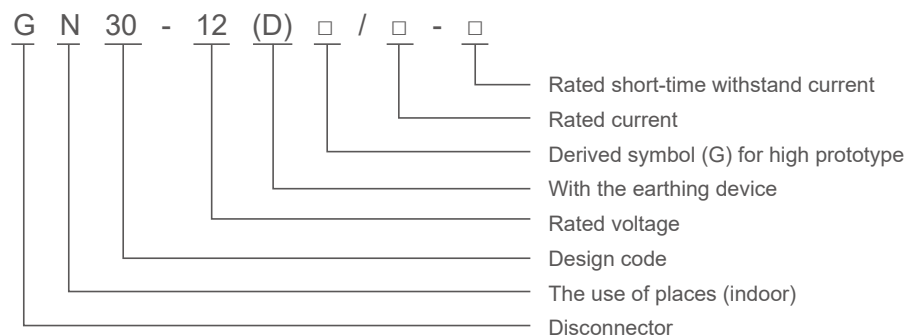 G N 30 - 12 (D) □ / □ - □
Rated short-time withstand current
Rated current
Derived symbol (G) for high prototype
With the earthing device
Rated voltage
Design code
The use of places (indoor)
Disconnector